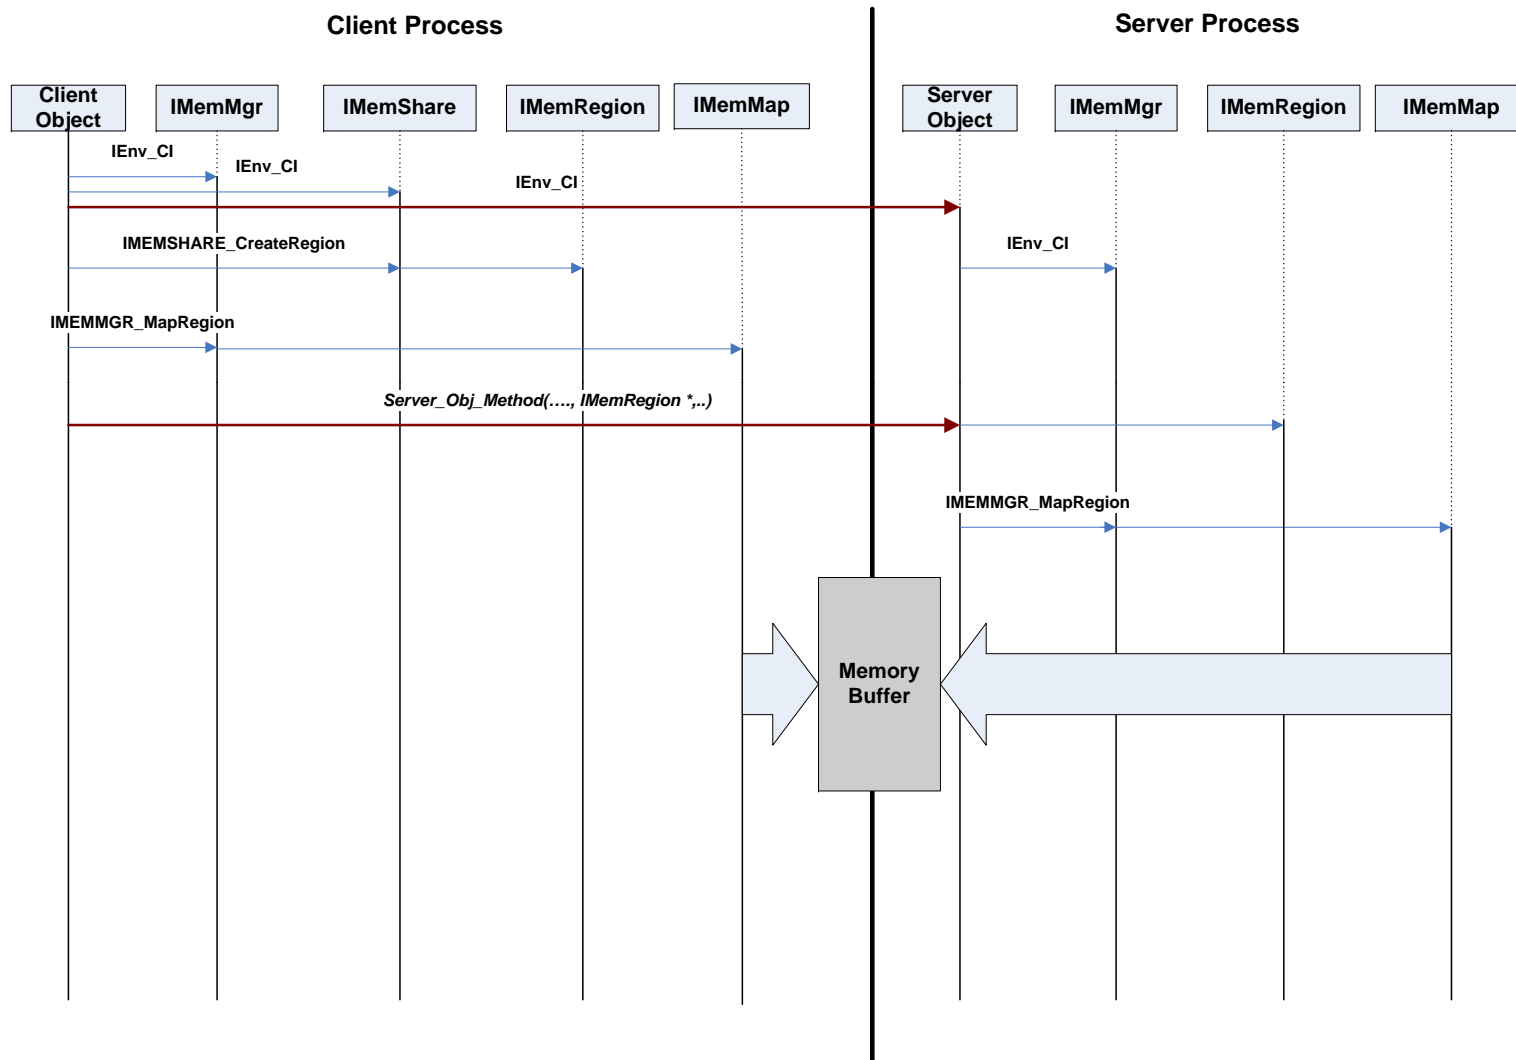 Client Process
Server Process
Client
Object
IMemMgr
IMemShare
IMemRegion
IMemMap
Server
Object
IMemMgr
IMemRegion
IMemMap
IEnv_CI
IEnv_CI
IEnv_CI
IMEMSHARE_CreateRegion
IEnv_CI
IMEMMGR_MapRegion
Server_Obj_Method(...., IMemRegion *,..)
IMEMMGR_MapRegion
Memory
Buffer